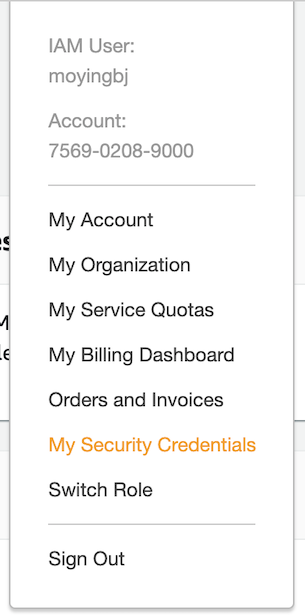 IAM User:
moyingbj
Account:
7569-0208-9000
My Account
My Organization
My Service Quotas
My Billing Dashboard
Orders and Invoices
My Security Credentials
Switch Role
Sign Out